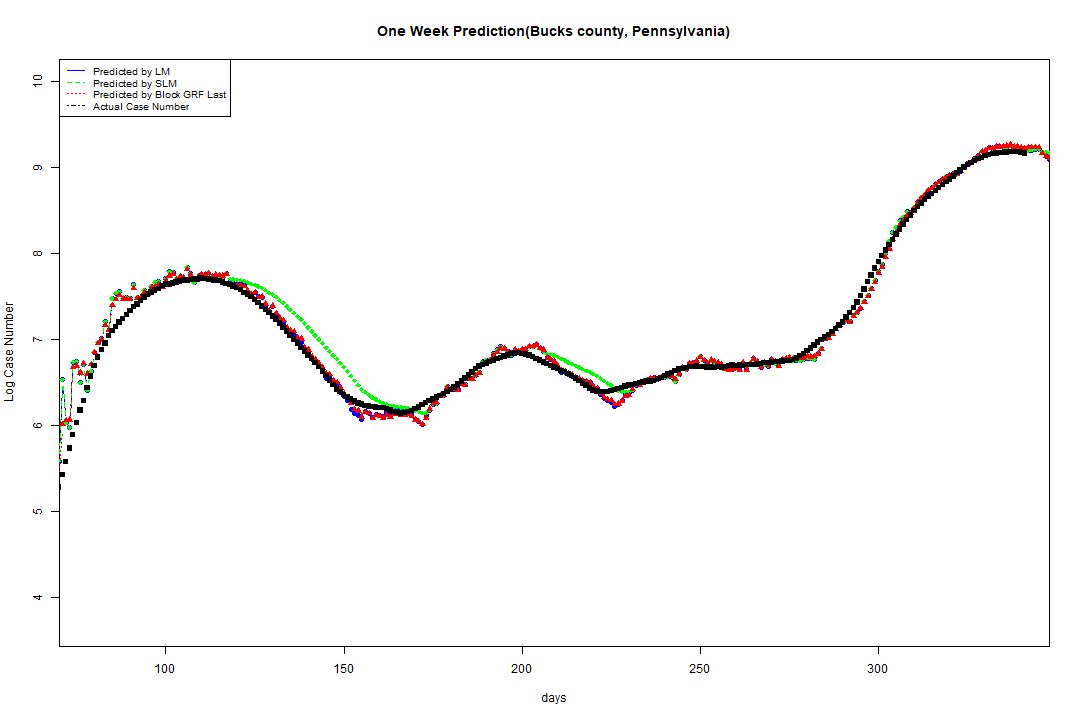 One Week Prediction(Bucks county, Pennsylvania)
Predicted by LM
Predicted by SLM
Predicted by Block GRF Last
Actual Case Number
10
9
8
7
6
5
4
Log Case Number
100 150 200 250 300
days